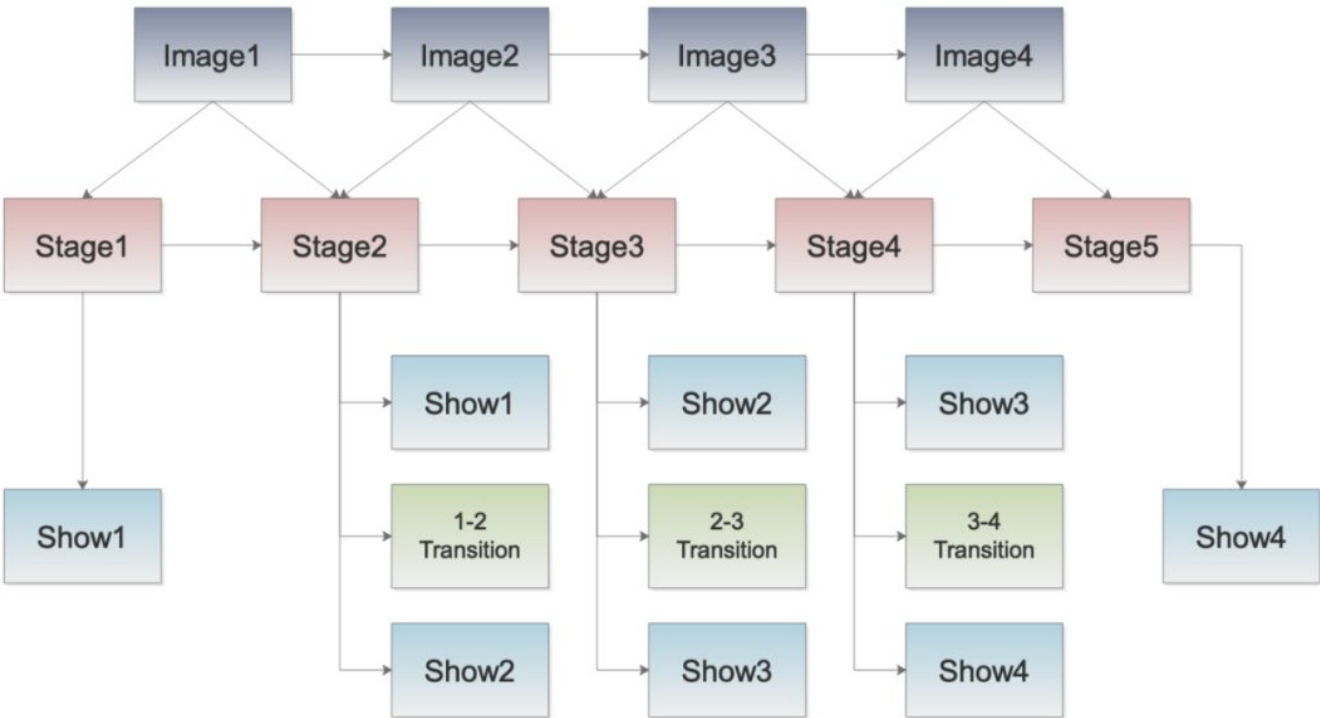 Image1
Image2
Image3
Image4
Stage1
Stage2
Stage3
Stage4
Stage5
Show1
Show2
Show3
Show1
1-2
Transition
2-3
Transition
3-4
Transition
Show4
Show2
Show3
Show4